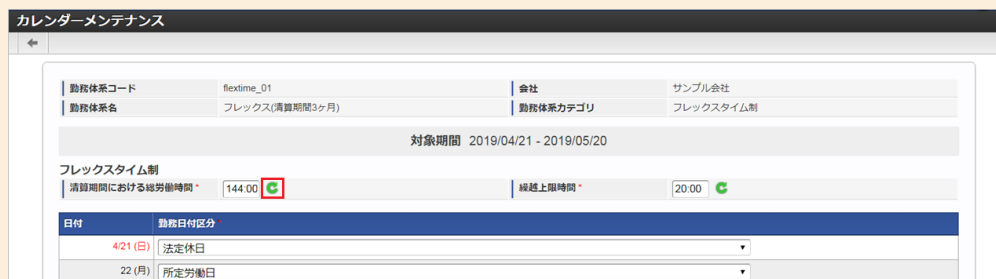 カレンダーメンテナンス
勤務体系コード flextime_01 会社 サンプル会社
勤務体系名 フレックス(清算期間3ヶ月) 勤務体系カテゴリ フレックスタイム制
対象期間 2019/04/21 - 2019/05/20
フレックスタイム制
清算期間における総労働時間* 144:00 繰越上限時間* 20:00
日付 勤務日付区分*
4/21 (日) 法定休日
22 (月) 所定労働日